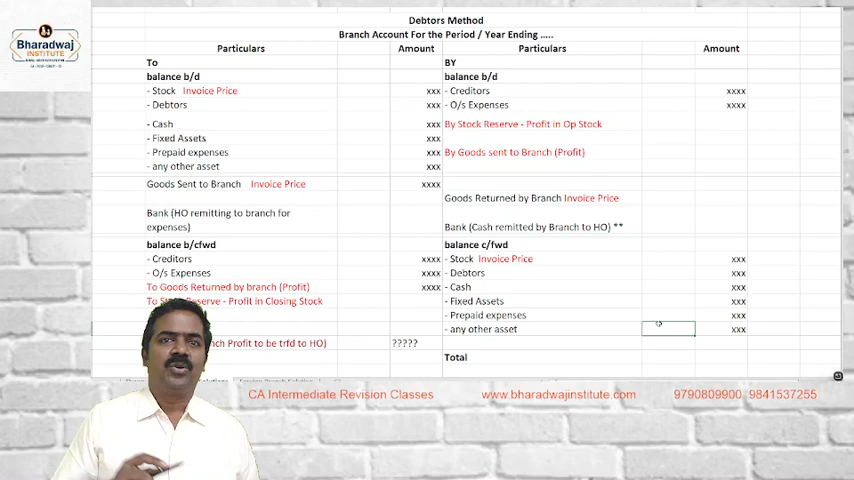 Bharadwaj
INSTITUTE
Debtors Method
Branch Account For the Period / Year Ending .....
Particulars Amount Particulars Amount
To BY
balance b/d balance b/d
- Stock Invoice Price xxx - Creditors xxxx
- Debtors xxx - O/s Expenses xxxx
- Cash xxx By Stock Reserve - Profit in Op Stock
- Fixed Assets xxx
- Prepaid expenses xxx By Goods sent to Branch (Profit)
- any other asset xxx
Goods Sent to Branch Invoice Price xxxx
Goods Returned by Branch Invoice Price
Bank (HO remitting to branch for
expenses) Bank (Cash remitted by Branch to HO) **
balance b/cfwd balance c/fwd
- Creditors xxxx - Stock Invoice Price xxx
- O/s Expenses xxxx - Debtors xxx
To Goods Returned by branch (Profit) xxxx - Cash xxx
To Reserve - Profit in Closing Stock - Fixed Assets xxx
- Prepaid expenses xxx
- any other asset xxx
Profit to be trfd to HO) ?????
Total
CA Intermediate Revision Classes www.bharadwajinstitute.com 9790809900, 9841537255